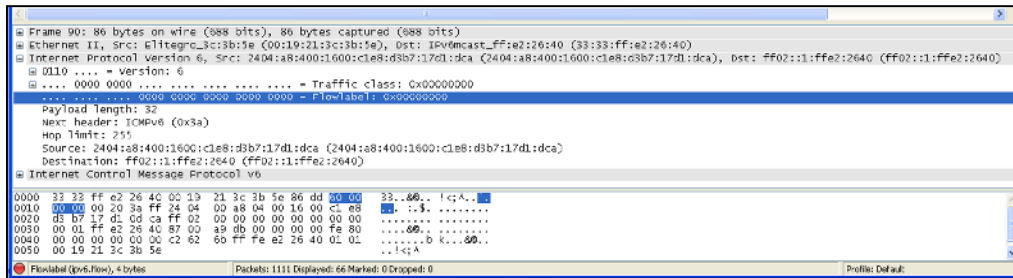 Frame 90: 86 bytes on wire (688 bits), 86 bytes captured (688 bits)
Ethernet II, Src: Elitegro_3c:3b:5e (00:19:21:3c:3b:5e), Dst: IPv6mcast_ff:e2:26:40 (33:33:ff:e2:26:40)
Internet Protocol Version 6, Src: 2404:a8:400:1600:c1e8:d3b7:17d1:dca (2404:a8:400:1600:c1e8:d3b7:17d1:dca), Dst: ff02::1:ffe2:2640 (ff02::1:ffe2:2640)
0110 .... = Version: 6
.... 0000 0000 .... .... .... .... .... = Traffic class: 0x00000000
.... .... .... 0000 0000 0000 0000 0000 = Flowlabel: 0x00000000
Payload length: 32
Next header: ICMPv6 (0x3a)
Hop limit: 255
Source: 2404:a8:400:1600:c1e8:d3b7:17d1:dca (2404:a8:400:1600:c1e8:d3b7:17d1:dca)
Destination: ff02::1:ffe2:2640 (ff02::1:ffe2:2640)
Internet Control Message Protocol v6
0000 33 33 ff e2 26 40 00 19 21 3c 3b 5e 86 dd 60 00 33..&@.. !<;^..`.
0010 00 00 00 20 3a ff 24 04 00 a8 04 00 16 00 c1 e8 ... :.$. ........
0020 d3 b7 17 d1 0d ca ff 02 00 00 00 00 00 00 00 00 ........ ........
0030 00 01 ff e2 26 40 87 00 a9 db 00 00 00 00 fe 80 ....&@.. ........
0040 00 00 00 00 00 00 c2 62 6b ff fe e2 26 40 01 01 .......b k...&@..
0050 00 19 21 3c 3b 5e ..!<;^
Flowlabel (ipv6.flow), 4 bytes Packets: 1111 Displayed: 66 Marked: 0 Dropped: 0 Profile: Default